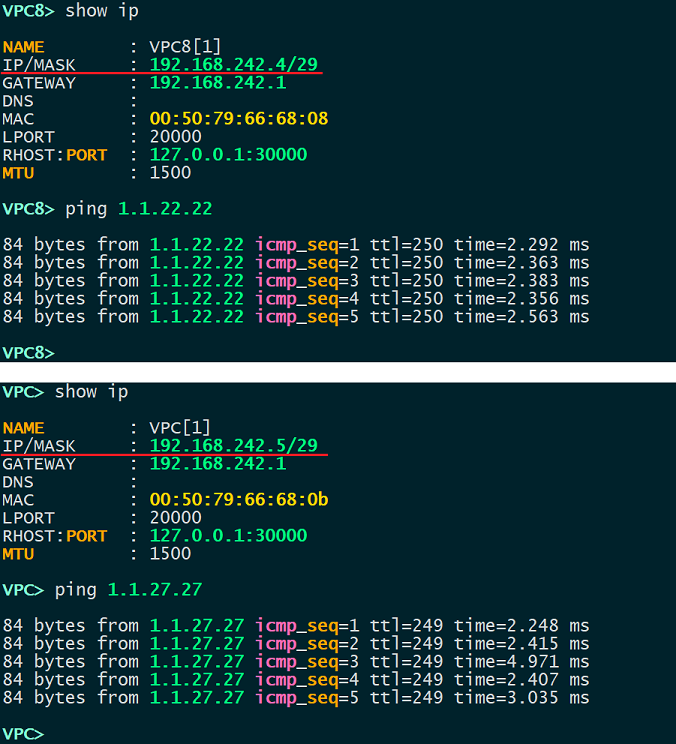 VPC8> show ip
NAME : VPC8[1]
IP/MASK : 192.168.242.4/29
GATEWAY : 192.168.242.1
DNS :
MAC : 00:50:79:66:68:08
LPORT : 20000
RHOST:PORT : 127.0.0.1:30000
MTU : 1500
VPC8> ping 1.1.22.22
84 bytes from 1.1.22.22 icmp_seq=1 ttl=250 time=2.292 ms
84 bytes from 1.1.22.22 icmp_seq=2 ttl=250 time=2.363 ms
84 bytes from 1.1.22.22 icmp_seq=3 ttl=250 time=2.383 ms
84 bytes from 1.1.22.22 icmp_seq=4 ttl=250 time=2.356 ms
84 bytes from 1.1.22.22 icmp_seq=5 ttl=250 time=2.563 ms
VPC8>
VPC> show ip
NAME : VPC[1]
IP/MASK : 192.168.242.5/29
GATEWAY : 192.168.242.1
DNS :
MAC : 00:50:79:66:68:0b
LPORT : 20000
RHOST:PORT : 127.0.0.1:30000
MTU : 1500
VPC> ping 1.1.27.27
84 bytes from 1.1.27.27 icmp_seq=1 ttl=249 time=2.248 ms
84 bytes from 1.1.27.27 icmp_seq=2 ttl=249 time=2.415 ms
84 bytes from 1.1.27.27 icmp_seq=3 ttl=249 time=4.971 ms
84 bytes from 1.1.27.27 icmp_seq=4 ttl=249 time=2.407 ms
84 bytes from 1.1.27.27 icmp_seq=5 ttl=249 time=3.035 ms
VPC>